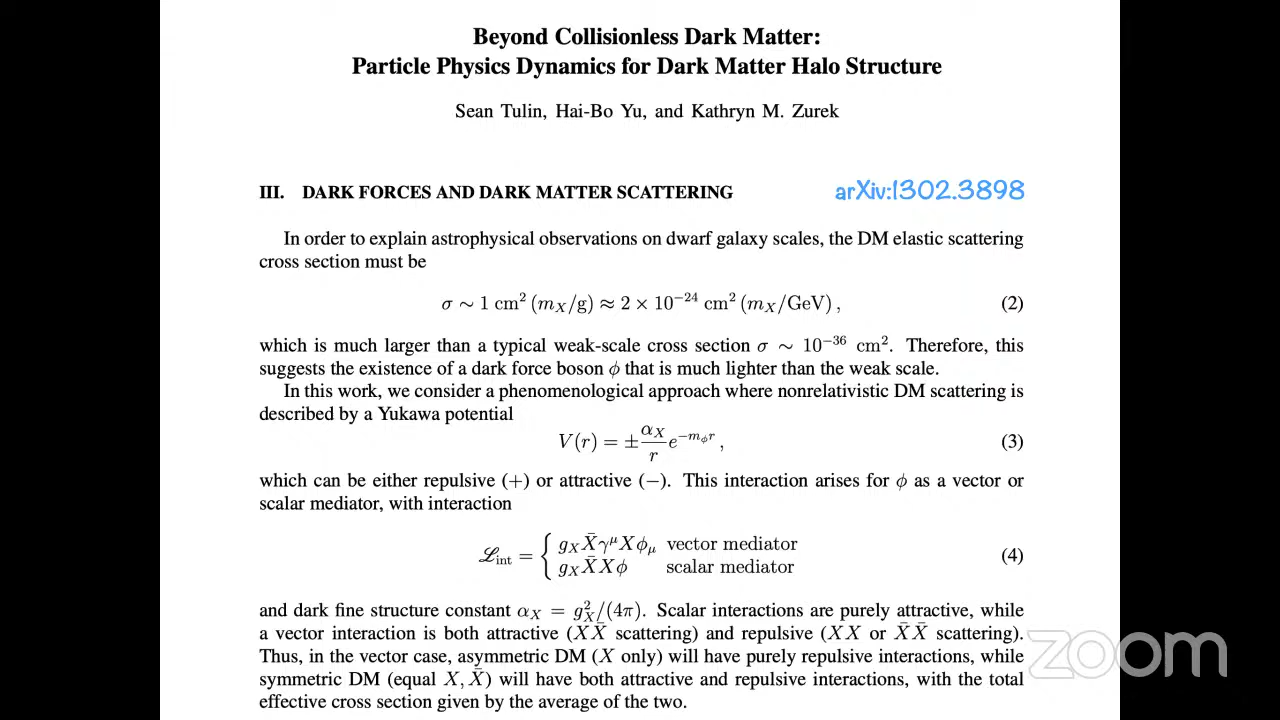 Beyond Collisionless Dark Matter:
Particle Physics Dynamics for Dark Matter Halo Structure
Sean Tulin, Hai-Bo Yu, and Kathryn M. Zurek
III. DARK FORCES AND DARK MATTER SCATTERING
arXiv:1302.3898
In order to explain astrophysical observations on dwarf galaxy scales, the DM elastic scattering
cross section must be
σ ∼ 1 cm² (m_X/g) ≈ 2 × 10⁻²⁴ cm² (m_X/GeV) , (2)
which is much larger than a typical weak-scale cross section σ ∼ 10⁻³⁶ cm². Therefore, this
suggests the existence of a dark force boson ϕ that is much lighter than the weak scale.
In this work, we consider a phenomenological approach where nonrelativistic DM scattering is
described by a Yukawa potential
V(r) = ± α_X/r e^{−m_ϕ r} , (3)
which can be either repulsive (+) or attractive (−). This interaction arises for ϕ as a vector or
scalar mediator, with interaction
ℒ_int = { g_X X̄γ^μ Xϕ_μ vector mediator
g_X X̄Xϕ scalar mediator (4)
and dark fine structure constant α_X = g_X²/(4π). Scalar interactions are purely attractive, while
a vector interaction is both attractive (XX̄ scattering) and repulsive (XX or X̄X̄ scattering).
Thus, in the vector case, asymmetric DM (X only) will have purely repulsive interactions, while
symmetric DM (equal X, X̄) will have both attractive and repulsive interactions, with the total
effective cross section given by the average of the two.
zoom